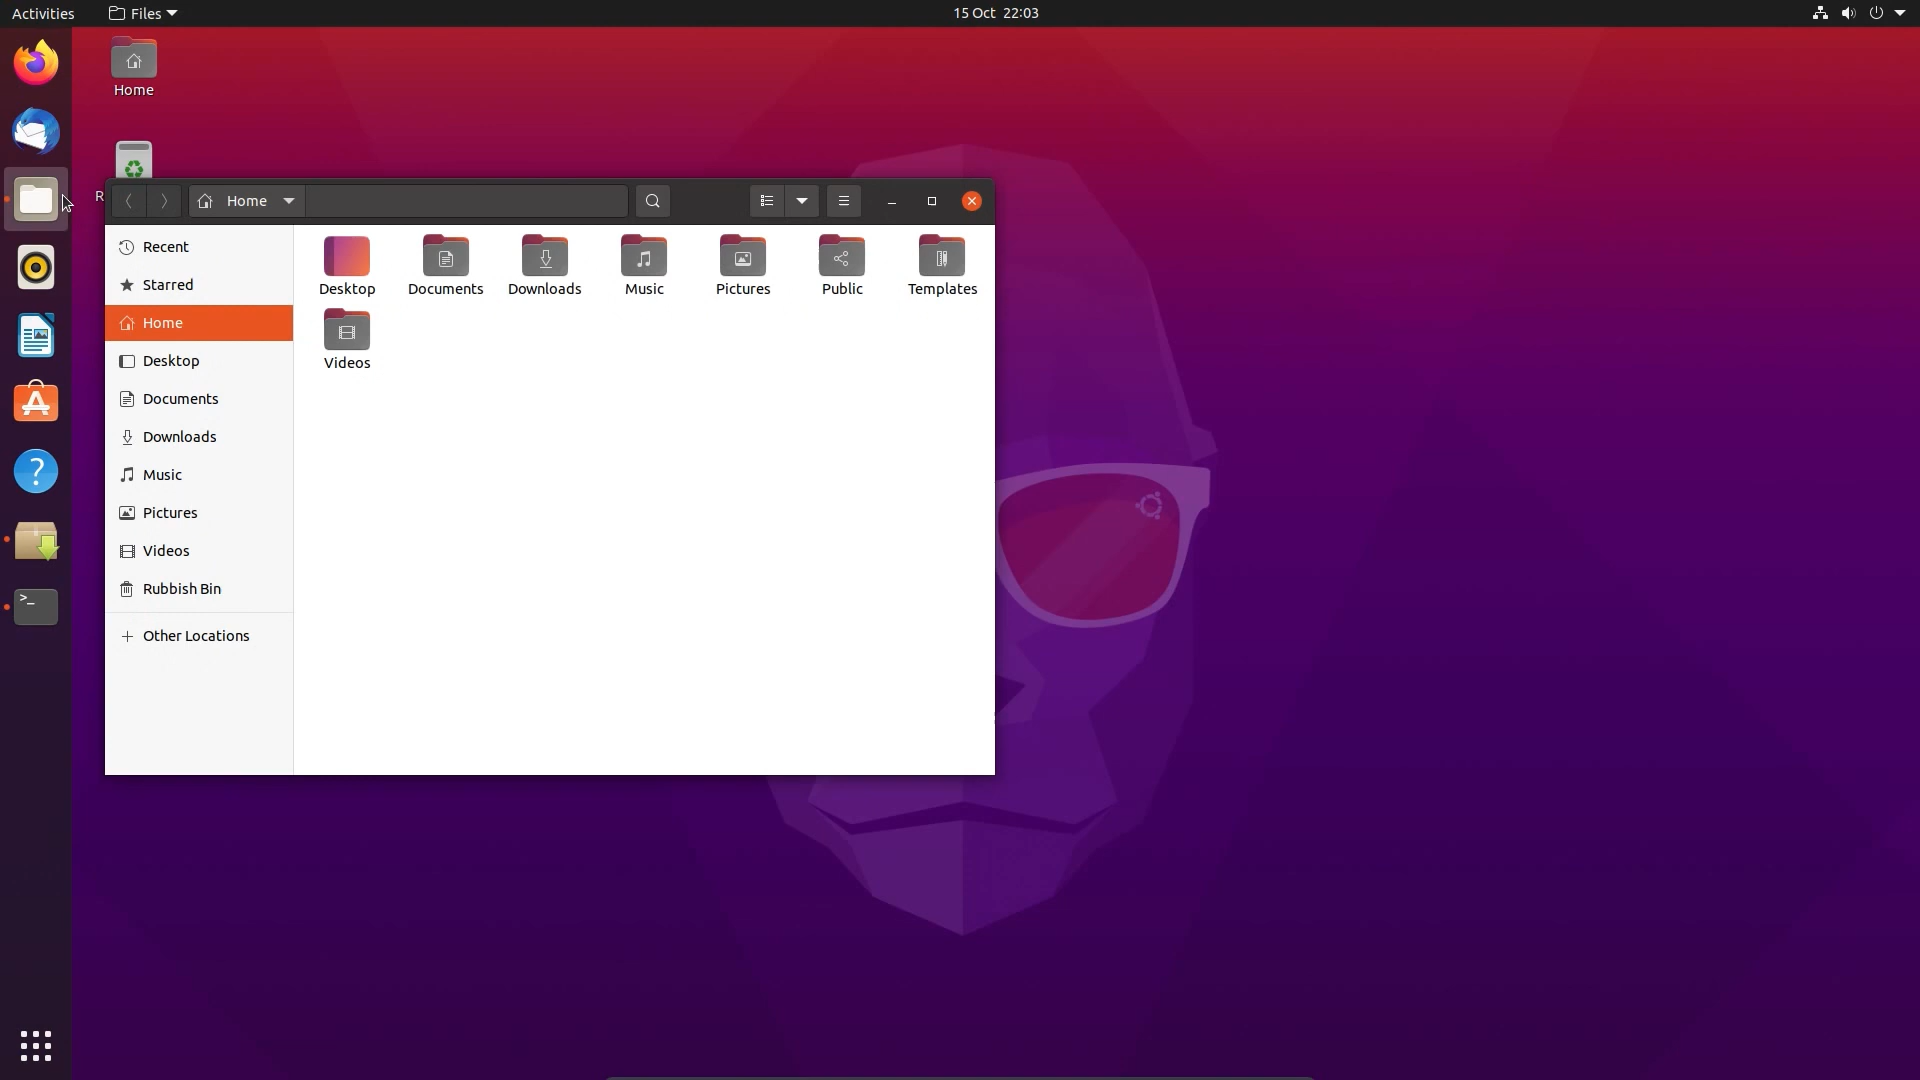 Activities
Files
15 Oct 22:03
Home
R
Home
Recent
Starred
Home
Desktop
Documents
Downloads
Music
Pictures
Videos
Rubbish Bin
Other Locations
Desktop
Documents
Downloads
Music
Pictures
Public
Templates
Videos